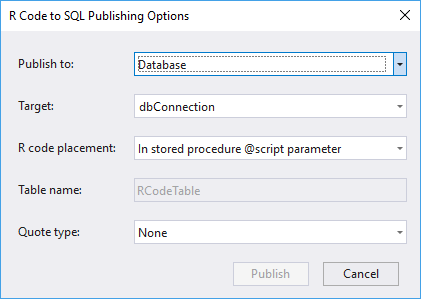 R Code to SQL Publishing Options
Publish to: Database
Target: dbConnection
R code placement: In stored procedure @script parameter
Table name: RCodeTable
Quote type: None
Publish Cancel